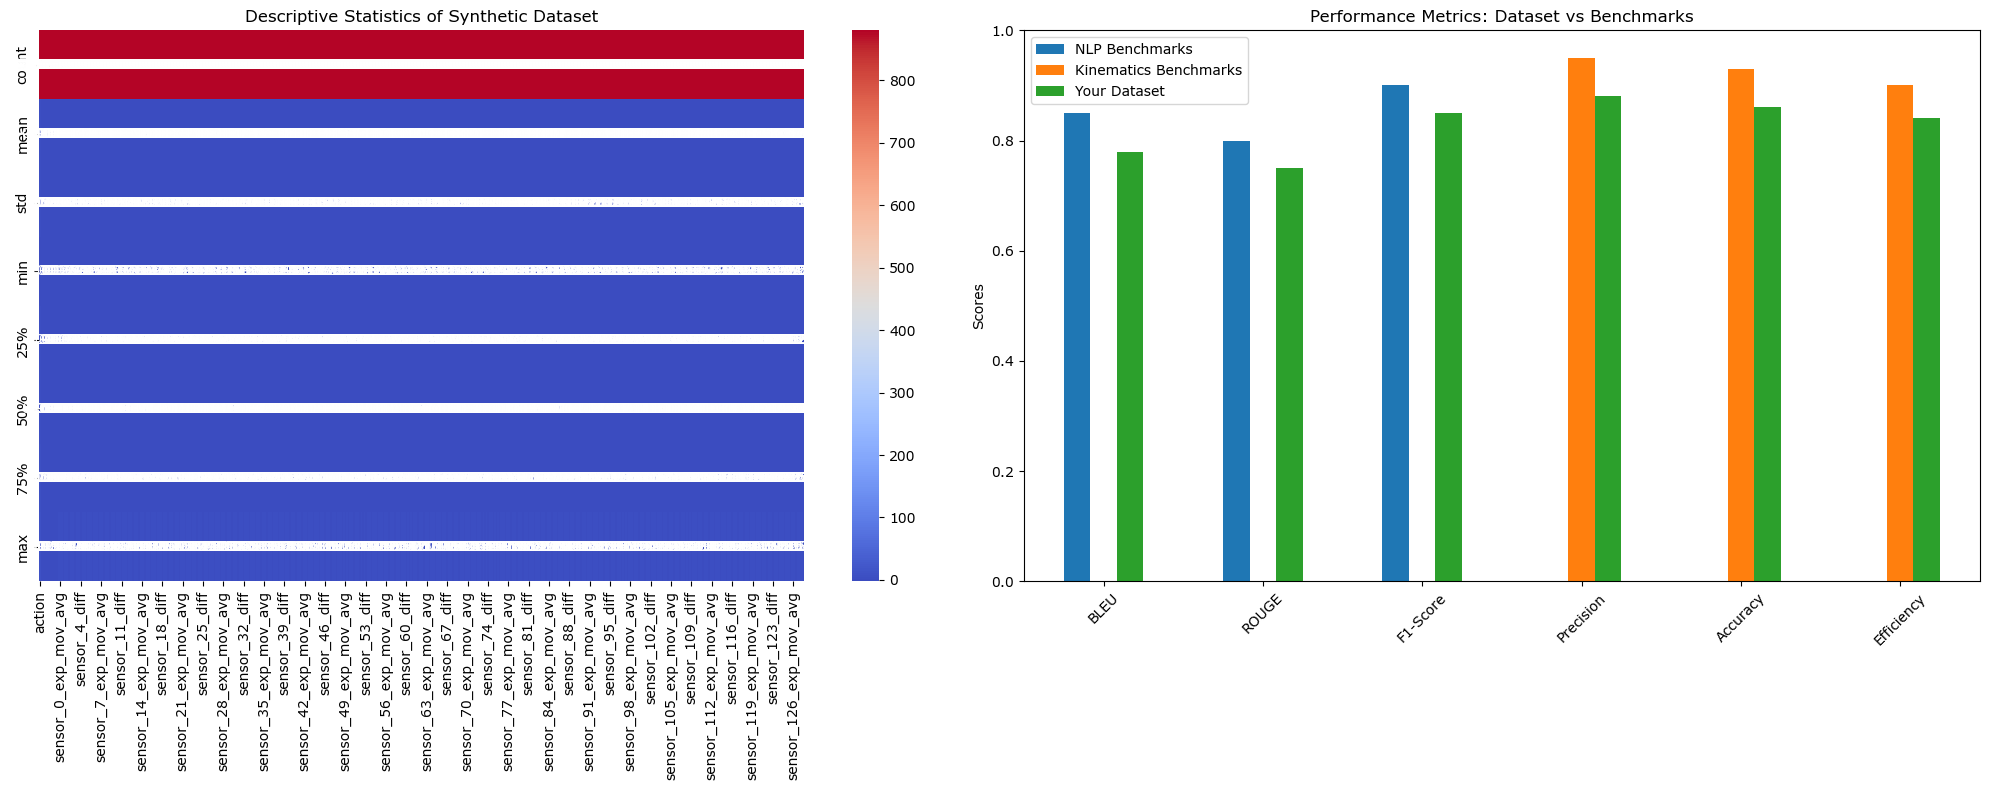 Descriptive Statistics of Synthetic Dataset
count
mean
std
min
25%
50%
75%
max
800
700
600
500
400
300
200
100
0
action
sensor_0_exp_mov_avg
sensor_4_diff
sensor_7_exp_mov_avg
sensor_11_diff
sensor_14_exp_mov_avg
sensor_18_diff
sensor_21_exp_mov_avg
sensor_25_diff
sensor_28_exp_mov_avg
sensor_32_diff
sensor_35_exp_mov_avg
sensor_39_diff
sensor_42_exp_mov_avg
sensor_46_diff
sensor_49_exp_mov_avg
sensor_53_diff
sensor_56_exp_mov_avg
sensor_60_diff
sensor_63_exp_mov_avg
sensor_67_diff
sensor_70_exp_mov_avg
sensor_74_diff
sensor_77_exp_mov_avg
sensor_81_diff
sensor_84_exp_mov_avg
sensor_88_diff
sensor_91_exp_mov_avg
sensor_95_diff
sensor_98_exp_mov_avg
sensor_102_diff
sensor_105_exp_mov_avg
sensor_109_diff
sensor_112_exp_mov_avg
sensor_116_diff
sensor_119_exp_mov_avg
sensor_123_diff
sensor_126_exp_mov_avg
Performance Metrics: Dataset vs Benchmarks
NLP Benchmarks
Kinematics Benchmarks
Your Dataset
Scores
1.0
0.8
0.6
0.4
0.2
0.0
BLEU
ROUGE
F1-Score
Precision
Accuracy
Efficiency